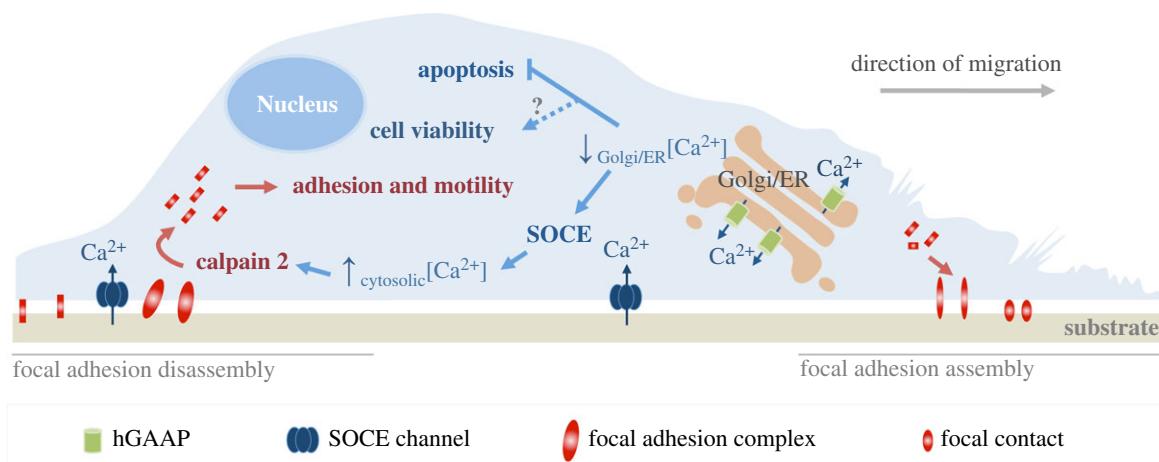 direction of migration
apoptosis
Nucleus
?
cell viability
↓ Golgi/ER[Ca²⁺]
Golgi/ER
Ca²⁺
adhesion and motility
SOCE
Ca²⁺
Ca²⁺
Ca²⁺
calpain 2
↑ cytosolic[Ca²⁺]
substrate
focal adhesion disassembly
focal adhesion assembly
hGAAP
SOCE channel
focal adhesion complex
focal contact